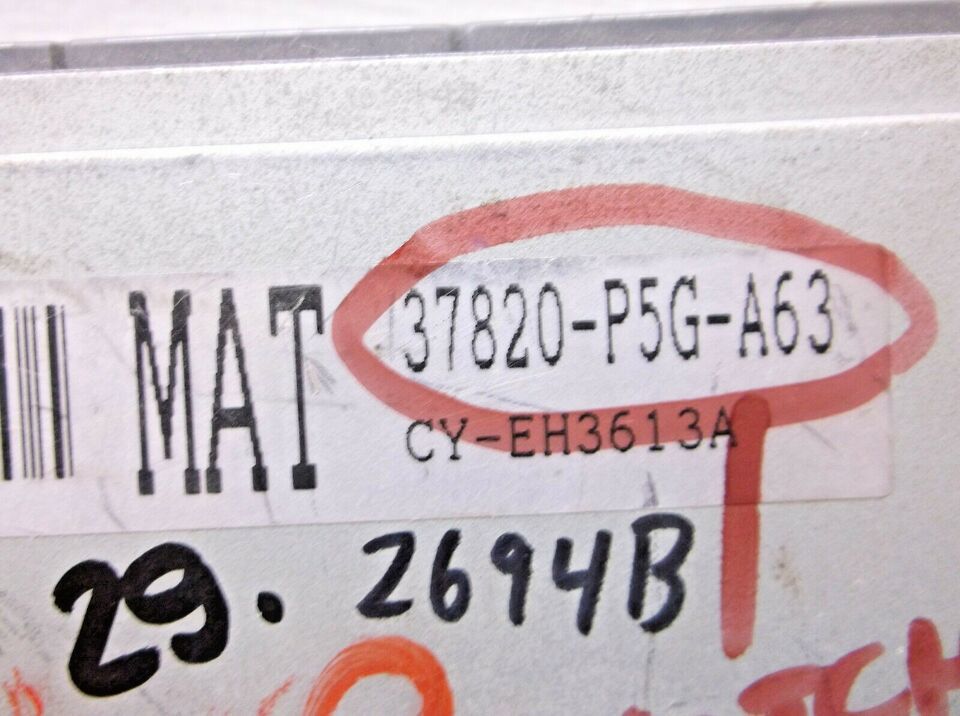 MAT 37820-P5G-A63
CY-EH3613A
29. 2694B